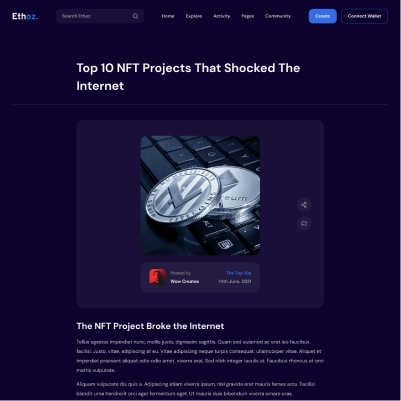 Ethoz.
Search Ethoz
Home Explore Activity Pages Community
Create
Connect Wallet
Top 10 NFT Projects That Shocked The
Internet
Posted by
The Top 10s
Wow Creates
19th June, 2021
The NFT Project Broke the Internet
Tellus egestas imperdiet nunc, mollis justo, dignissim sagittis. Quam sed euismod ac erat leo faucibus
facilisi. Justo, vitae, adipiscing at eu. Vitae adipiscing neque turpis consequat, ullamcorper vitae. Aliquet et
imperdiet praesent aliquet odio odio amet, viverra erat. Sed nibh integer iaculis at. Faucibus rhoncus at orci
mattis vulputate.
Aliquam vulputate dis quis a. Adipiscing etiam viverra ipsum, nisl gravida erat mauris fames arcu. Facilisi
blandit urna hendrerit orci eget fermentum eget. Ut mauris duis bibendum viverra ornare cras.